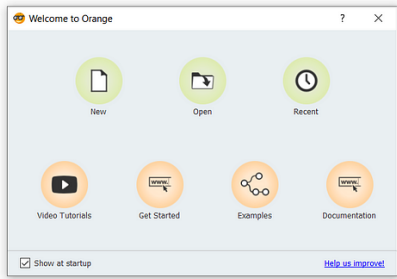 Welcome to Orange
New Open Recent
www.
www.
Video Tutorials Get Started Examples Documentation
Show at startup Help us improve!